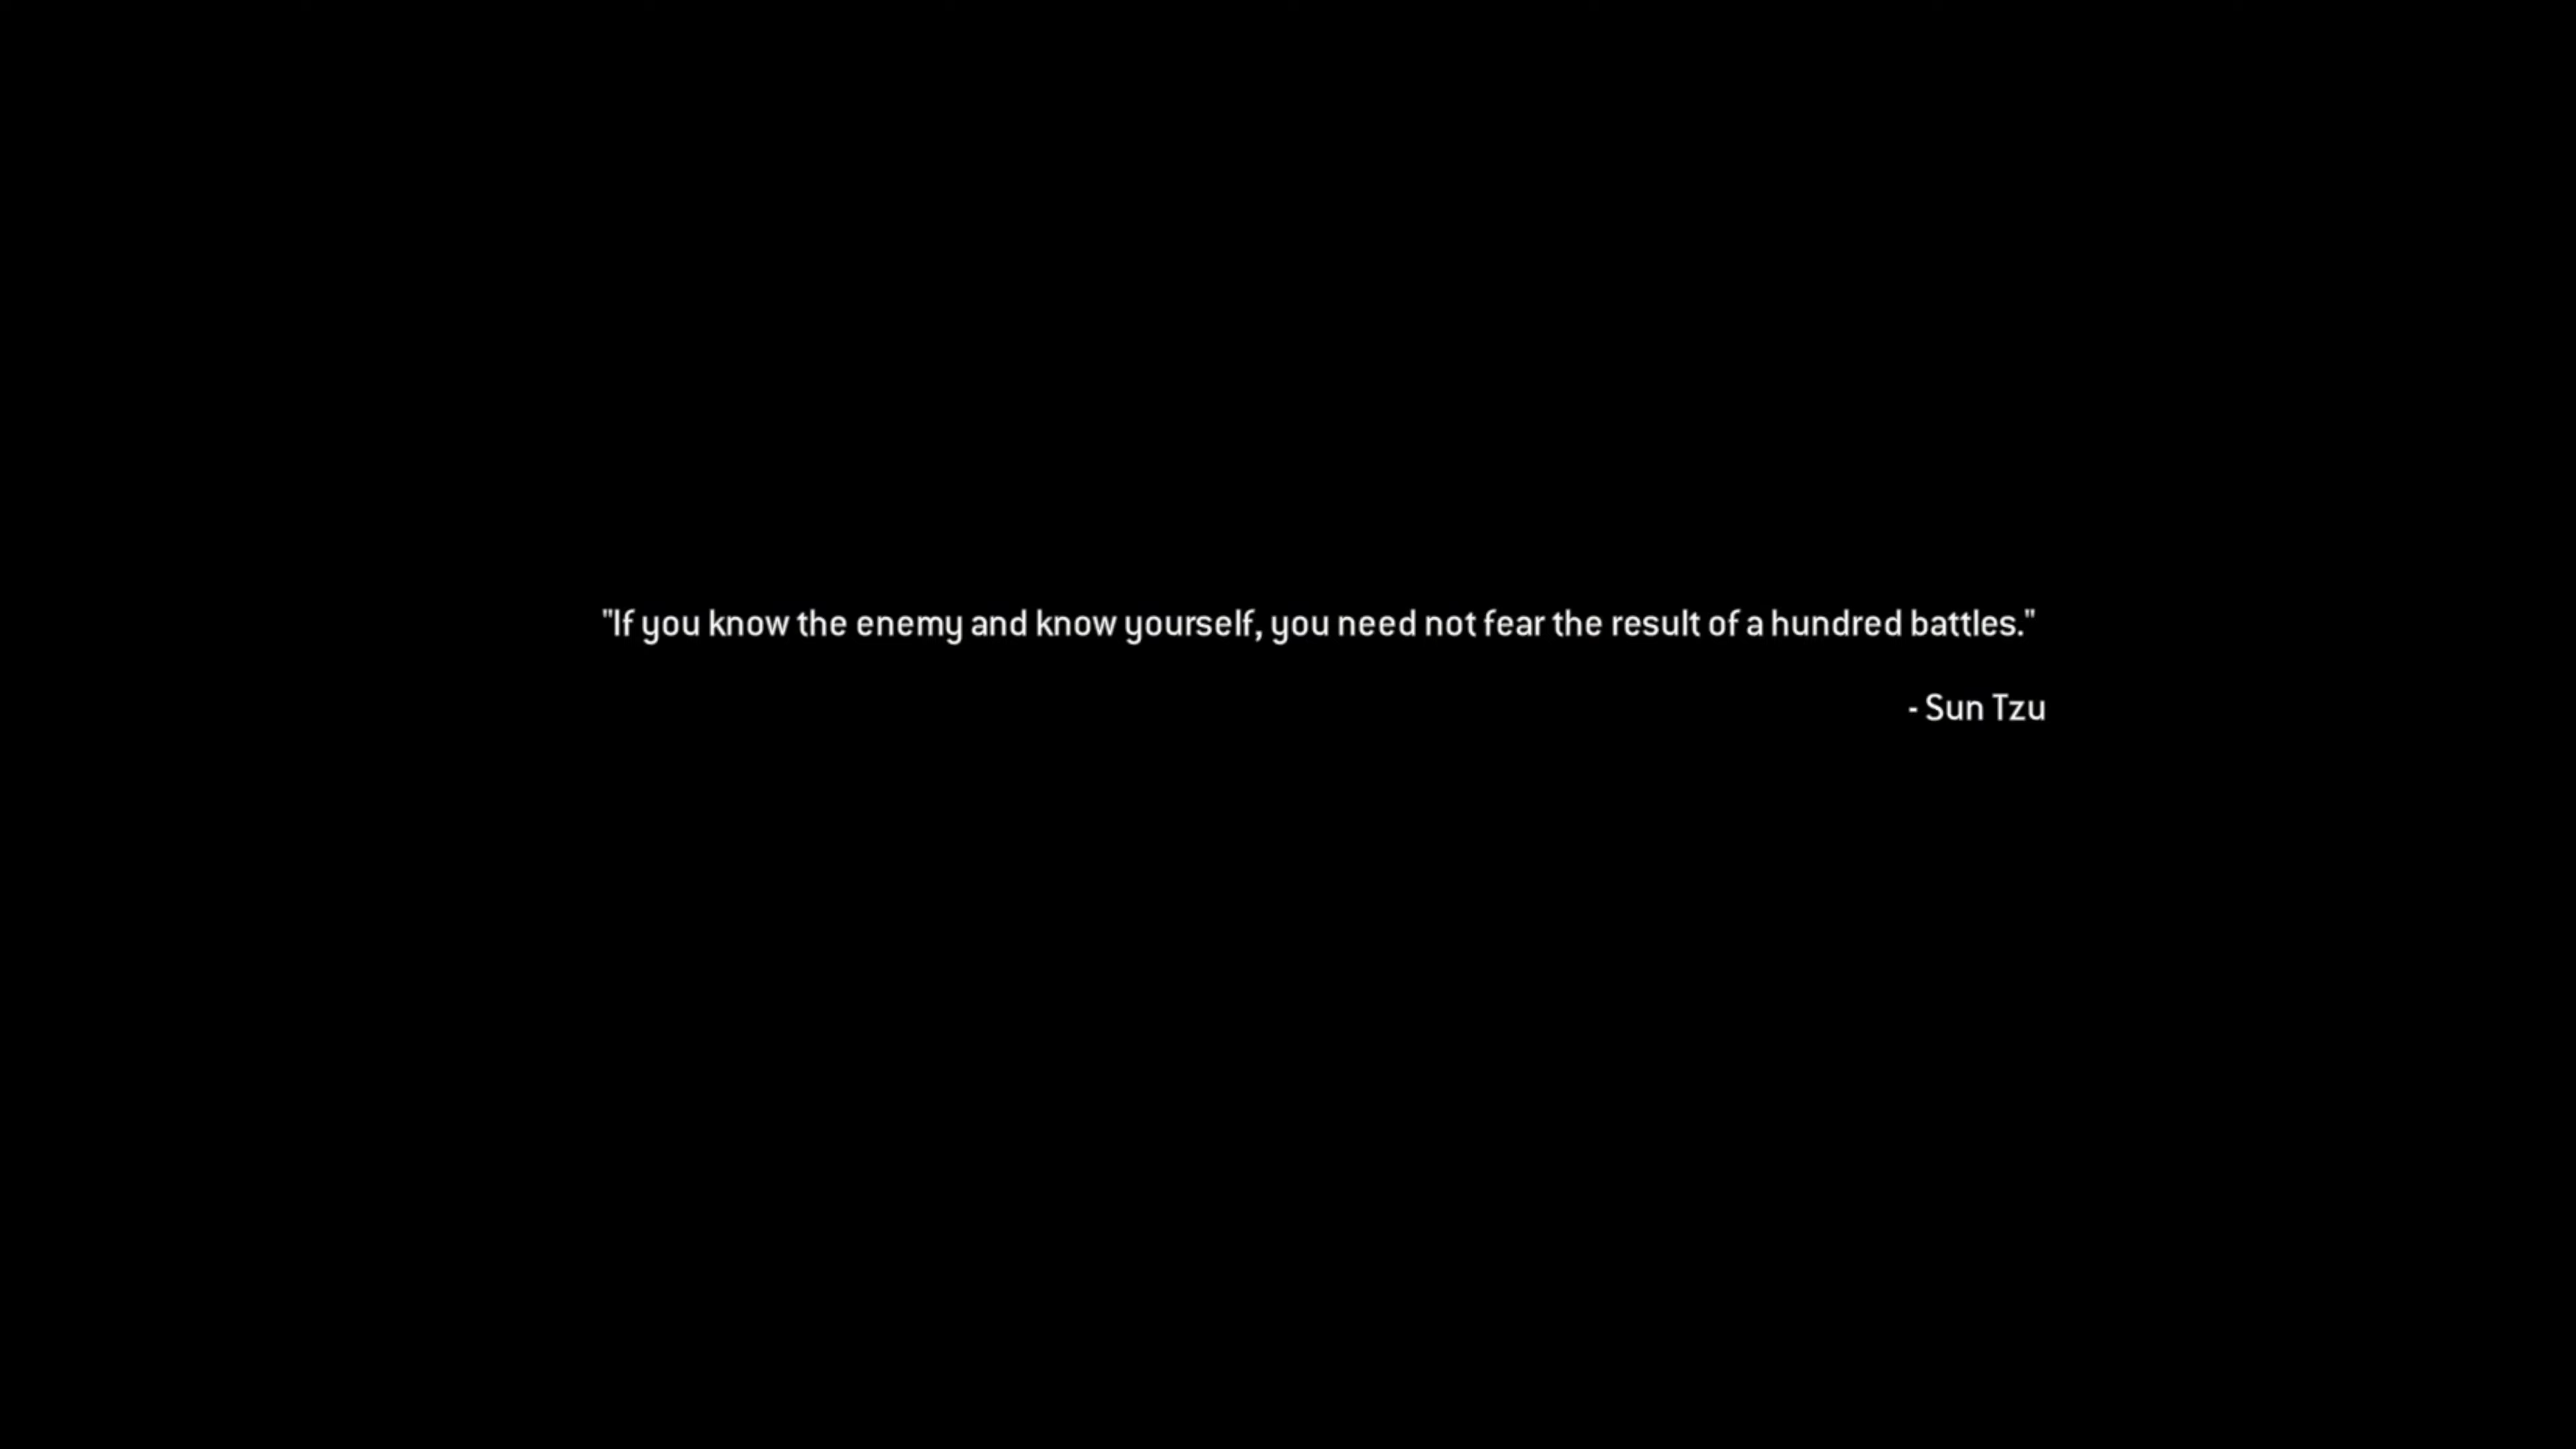 "If you know the enemy and know yourself, you need not fear the result of a hundred battles."
- Sun Tzu